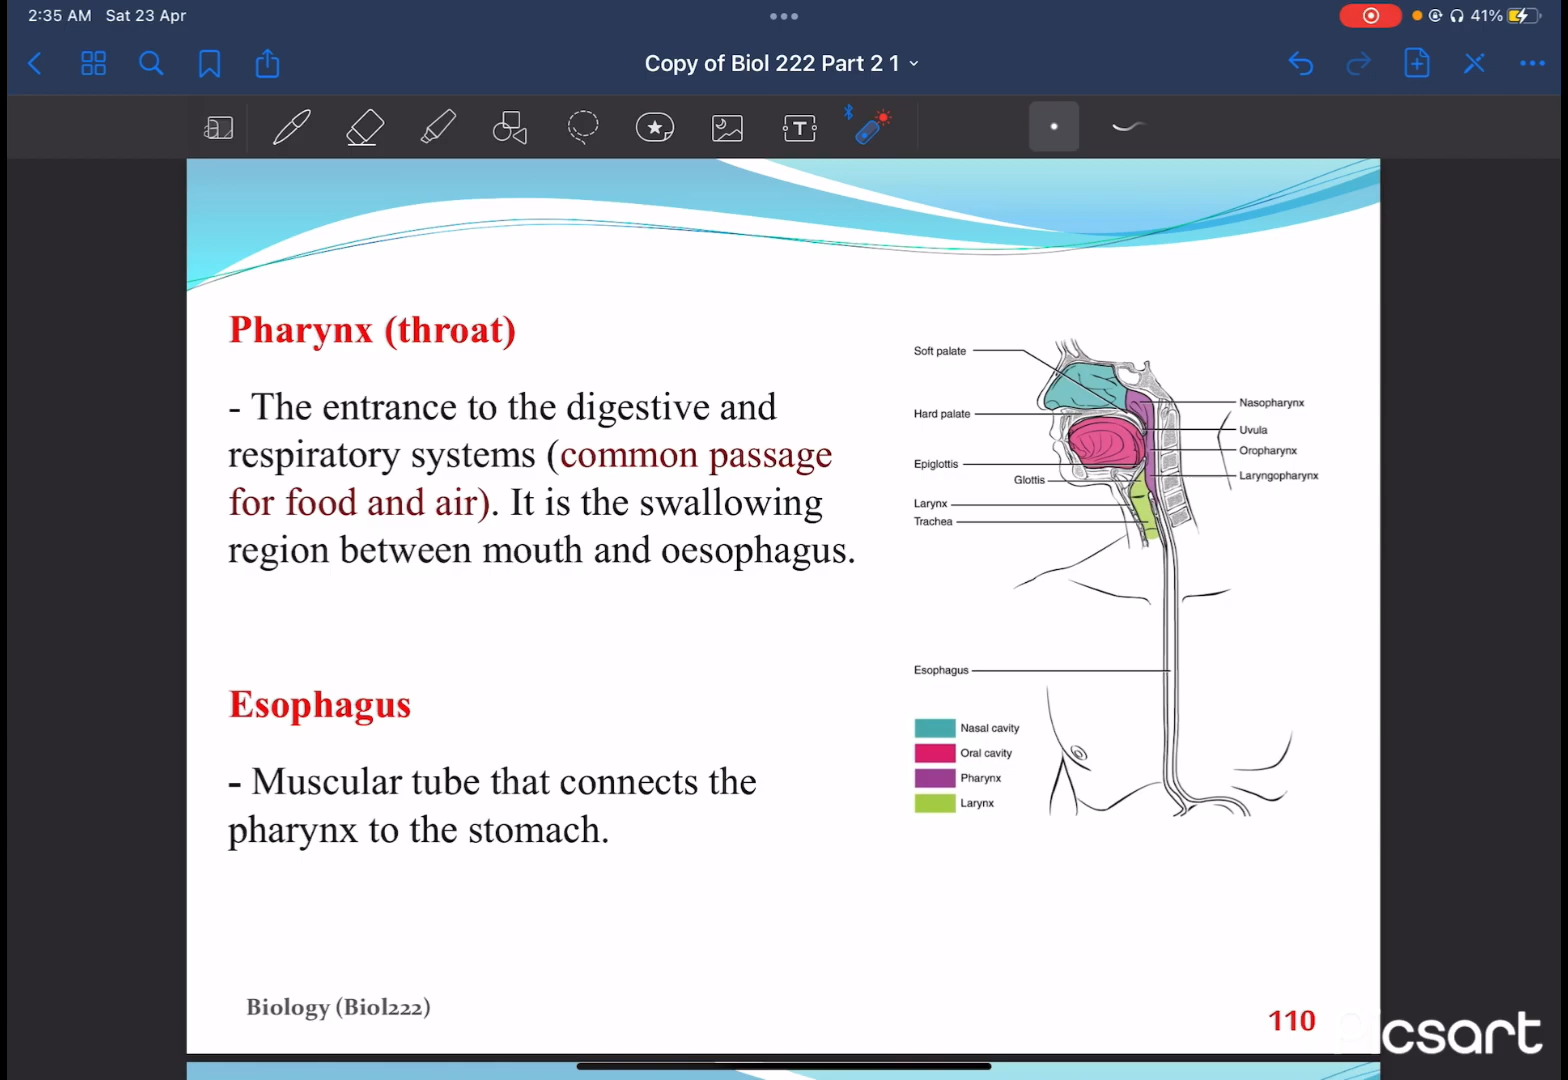 2:35 AM Sat 23 Apr
41%
Copy of Biol 222 Part 2 1
T
Pharynx (throat)
- The entrance to the digestive and
respiratory systems (common passage
for food and air). It is the swallowing
region between mouth and oesophagus.
Esophagus
- Muscular tube that connects the
pharynx to the stomach.
Soft palate
Hard palate
Epiglottis
Glottis
Larynx
Trachea
Nasopharynx
Uvula
Oropharynx
Laryngopharynx
Esophagus
Nasal cavity
Oral cavity
Pharynx
Larynx
Biology (Biol222)
110
Picsart